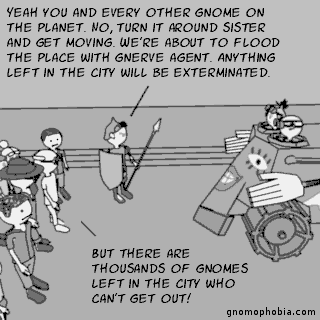 YEAH YOU AND EVERY OTHER GNOME ON
THE PLANET. NO, TURN IT AROUND SISTER
AND GET MOVING. WE'RE ABOUT TO FLOOD
THE PLACE WITH GNERVE AGENT. ANYTHING
LEFT IN THE CITY WILL BE EXTERMINATED.
BUT THERE ARE
THOUSANDS OF GNOMES
LEFT IN THE CITY WHO
CAN'T GET OUT!
gnomophobia.com